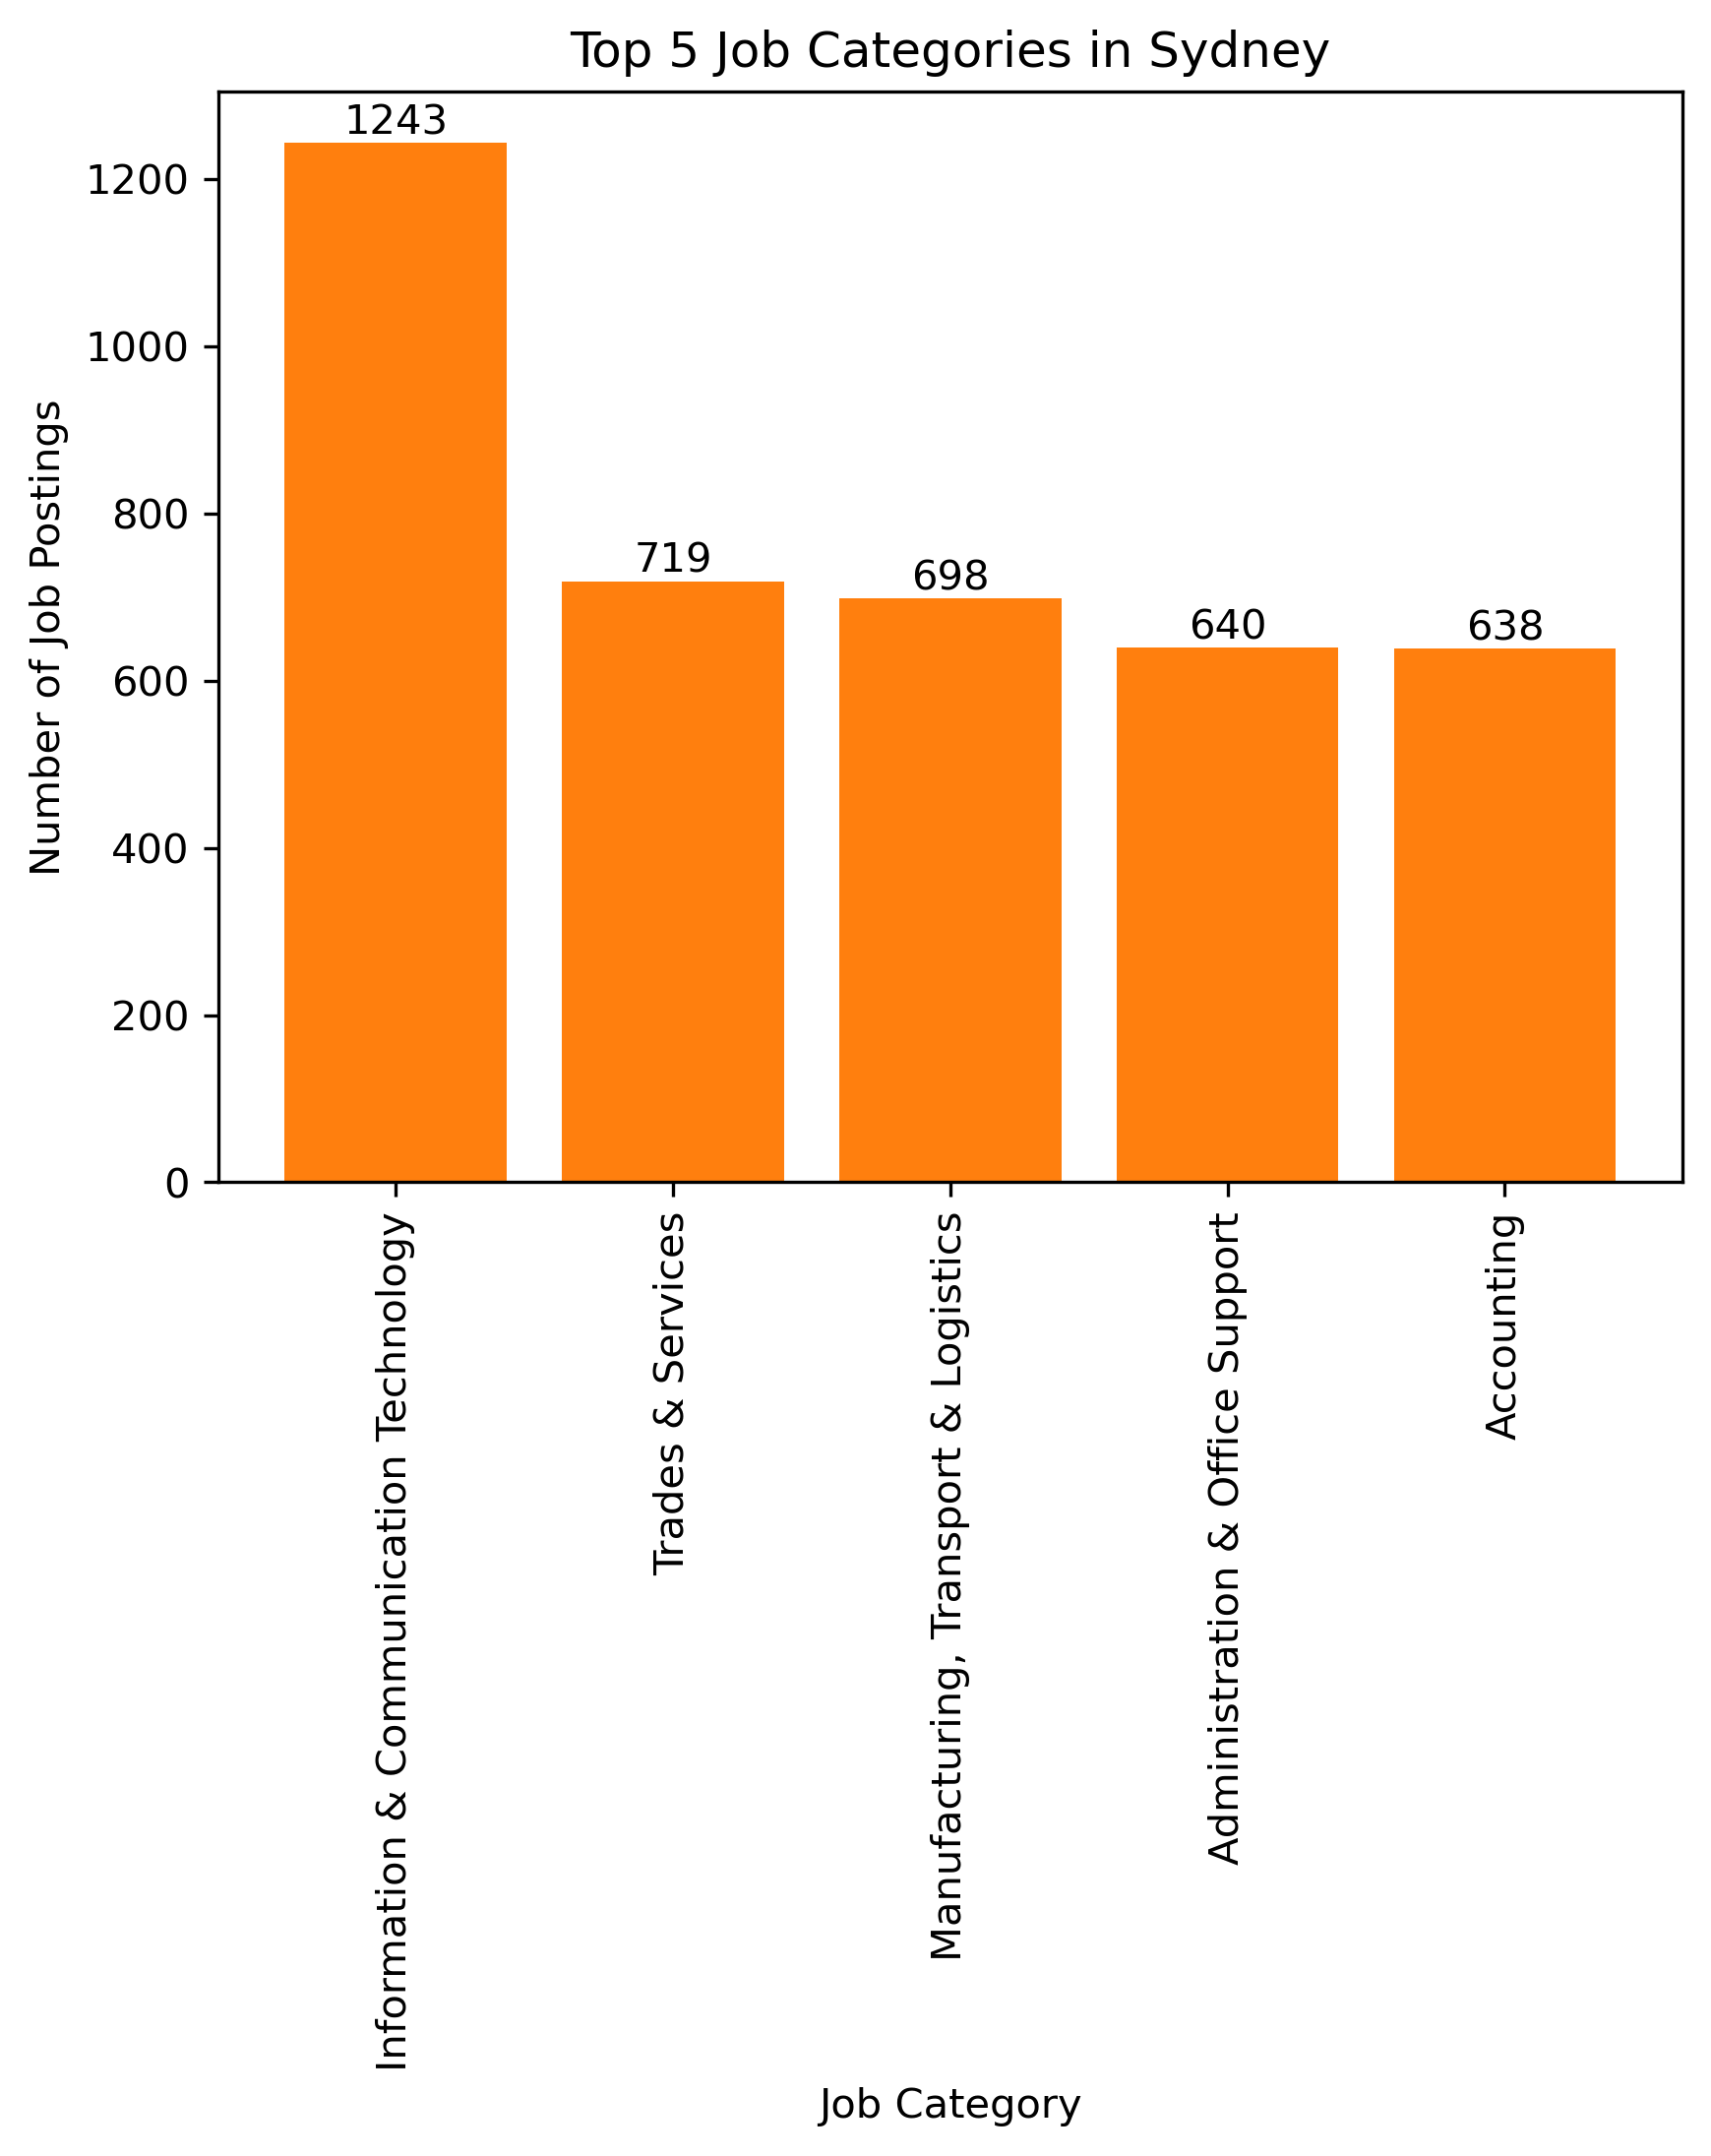 Top 5 Job Categories in Sydney
1243
719
698
640
638
1200
1000
800
600
400
200
0
Number of Job Postings
Information & Communication Technology
Trades & Services
Manufacturing, Transport & Logistics
Administration & Office Support
Accounting
Job Category